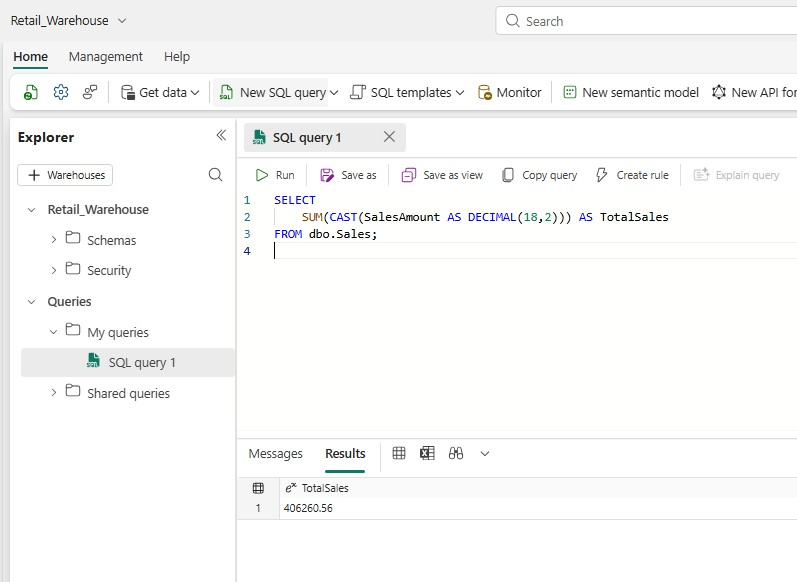 Retail_Warehouse
Search
Home Management Help
Get data New SQL query SQL templates Monitor New semantic model New API for
Explorer
SQL query 1
+ Warehouses
Run Save as Save as view Copy query Create rule Explain query
Retail_Warehouse
Schemas
Security
Queries
My queries
SQL query 1
Shared queries
1 SELECT
2 SUM(CAST(SalesAmount AS DECIMAL(18,2))) AS TotalSales
3 FROM dbo.Sales;
4
Messages Results
TotalSales
1 406260.56